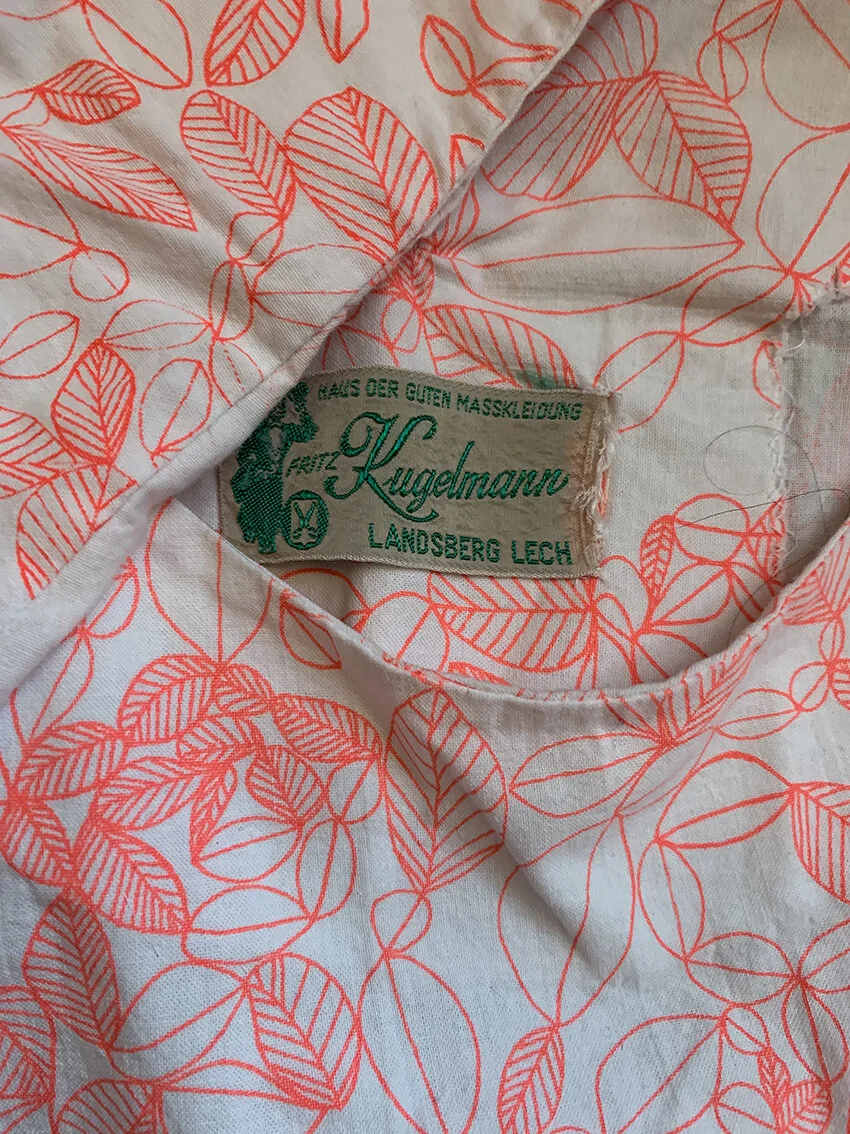 HAUS DER GUTEN MASSKLEIDUNG
FRITZ Kugelmann
LANDSBERG LECH